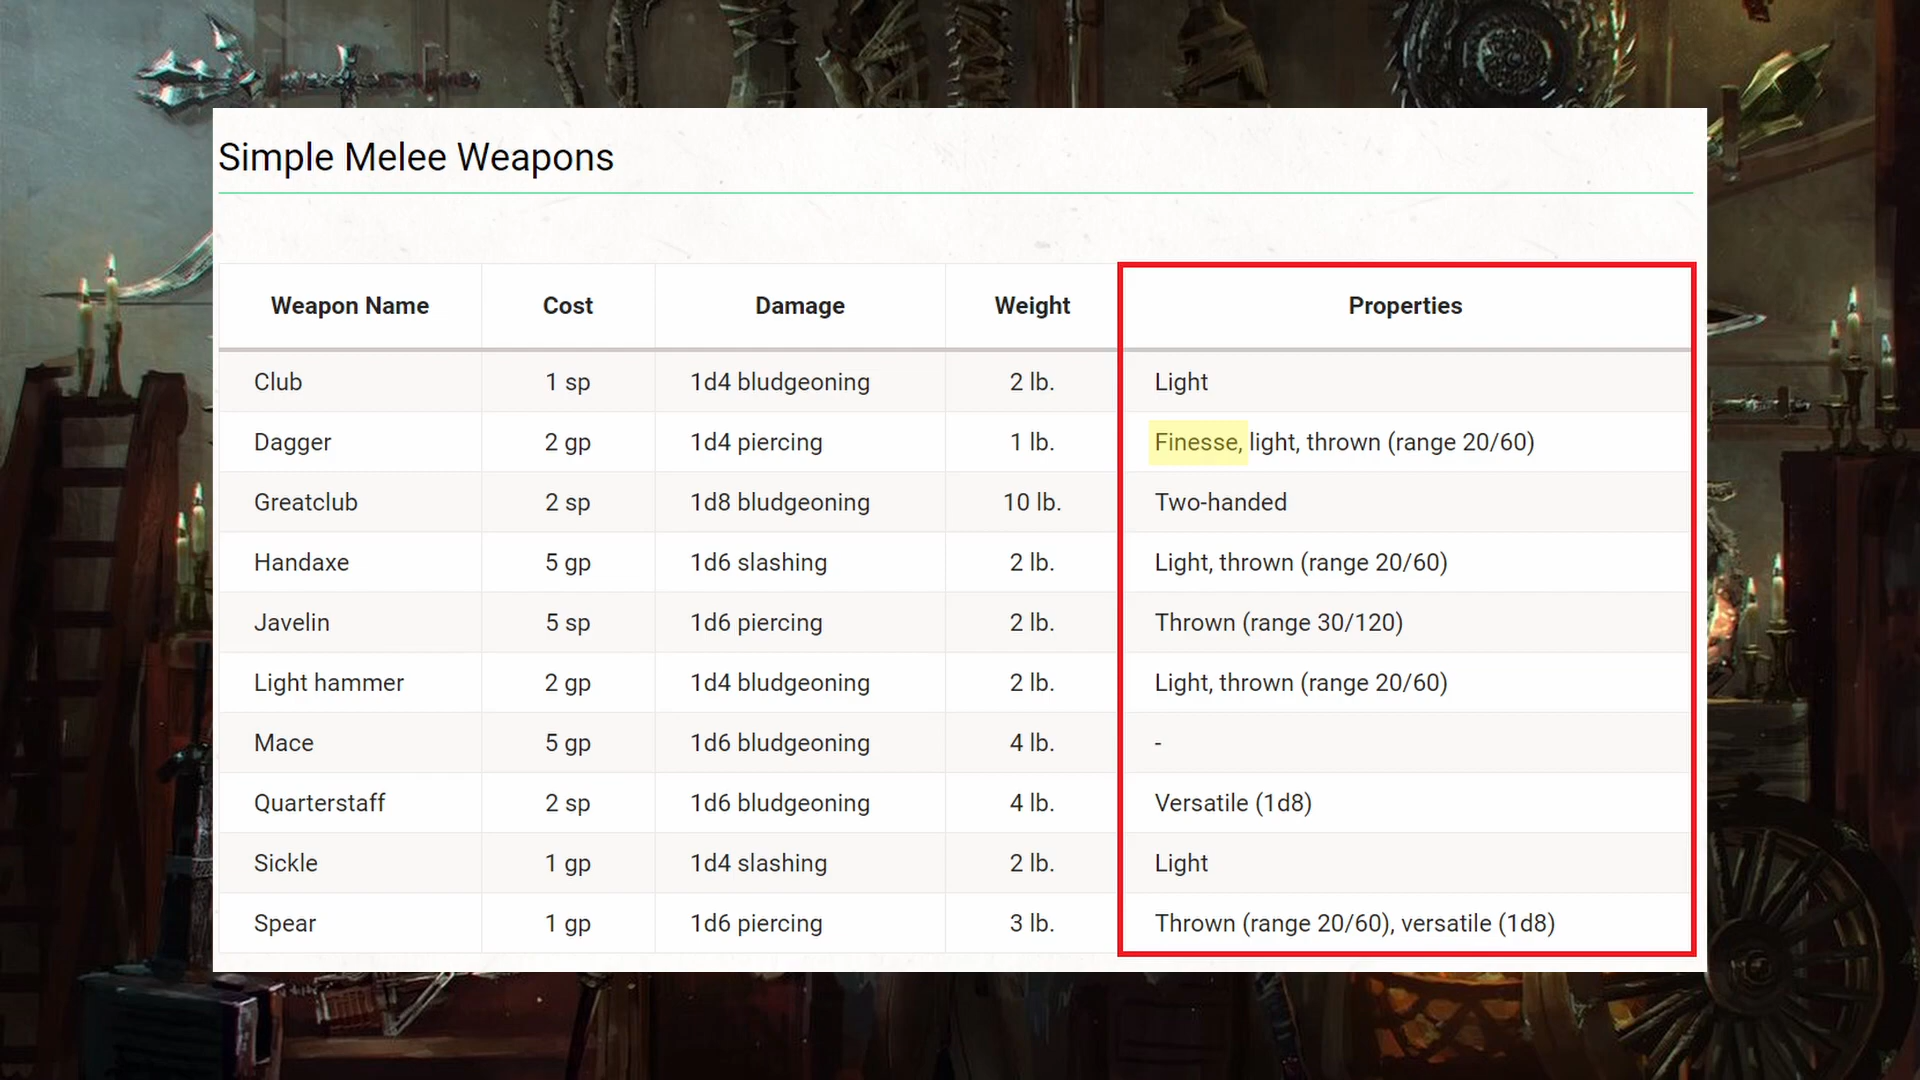 Simple Melee Weapons
Weapon Name Cost Damage Weight Properties
Club 1 sp 1d4 bludgeoning 2 lb. Light
Dagger 2 gp 1d4 piercing 1 lb. Finesse, light, thrown (range 20/60)
Greatclub 2 sp 1d8 bludgeoning 10 lb. Two-handed
Handaxe 5 gp 1d6 slashing 2 lb. Light, thrown (range 20/60)
Javelin 5 sp 1d6 piercing 2 lb. Thrown (range 30/120)
Light hammer 2 gp 1d4 bludgeoning 2 lb. Light, thrown (range 20/60)
Mace 5 gp 1d6 bludgeoning 4 lb. -
Quarterstaff 2 sp 1d6 bludgeoning 4 lb. Versatile (1d8)
Sickle 1 gp 1d4 slashing 2 lb. Light
Spear 1 gp 1d6 piercing 3 lb. Thrown (range 20/60), versatile (1d8)